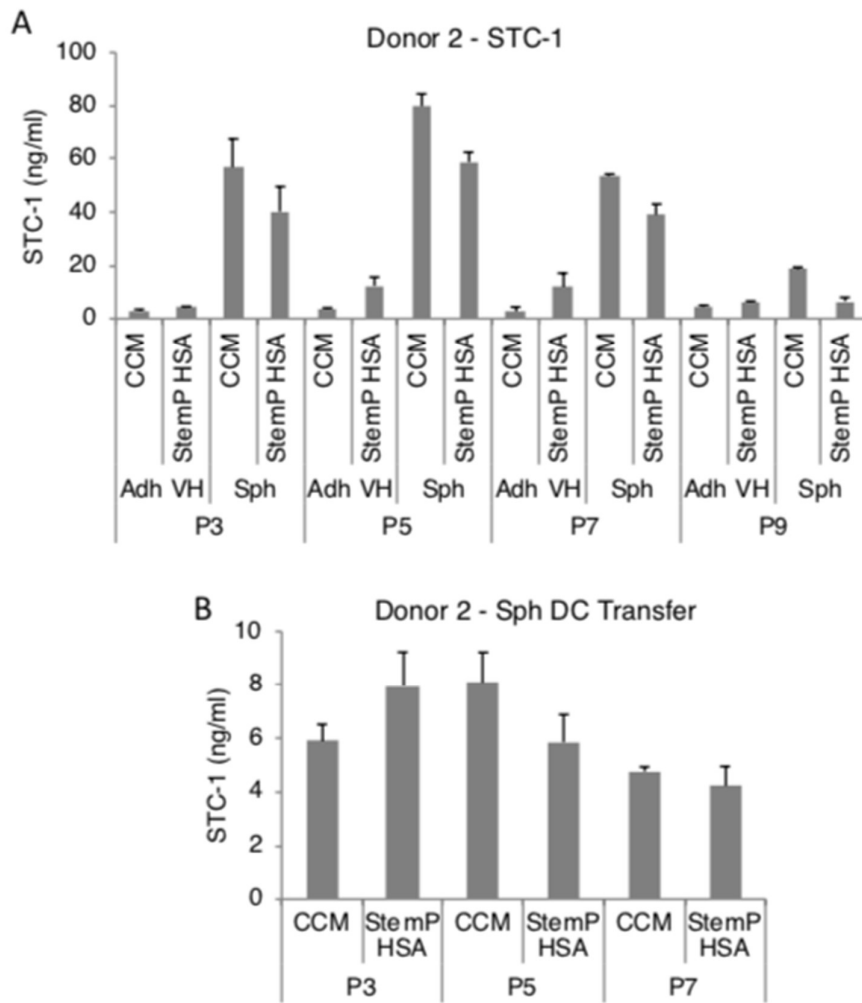 A
Donor 2 - STC-1
STC-1 (ng/ml)
100
80
60
40
20
0
CCM StemP HSA CCM StemP HSA CCM StemP HSA CCM StemP HSA CCM StemP HSA CCM StemP HSA CCM StemP HSA CCM StemP HSA
Adh VH Sph Adh VH Sph Adh VH Sph Adh VH Sph
P3 P5 P7 P9
B
Donor 2 - Sph DC Transfer
STC-1 (ng/ml)
10
8
6
4
2
0
CCM StemP CCM StemP CCM StemP
HSA HSA HSA
P3 P5 P7